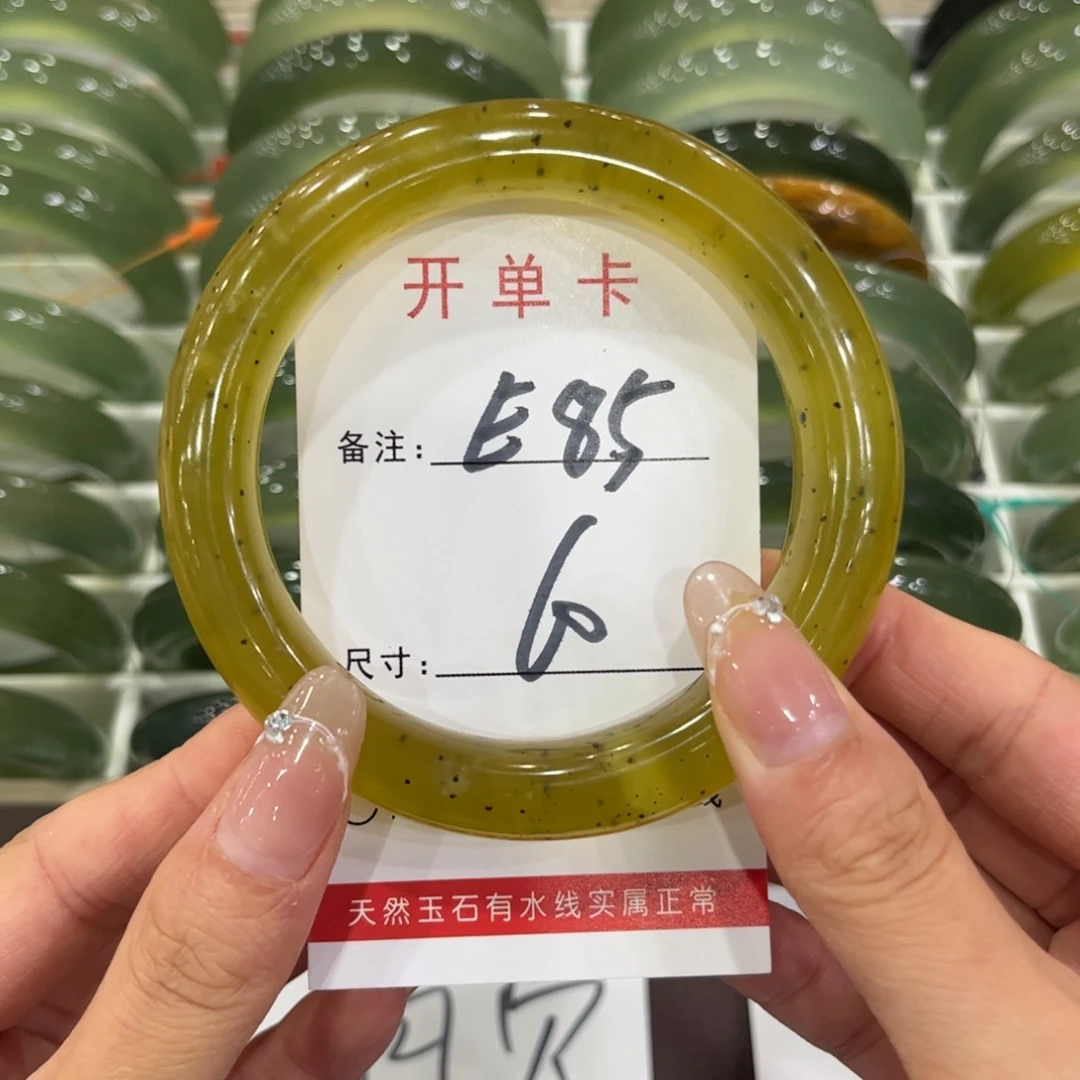 开单卡
备注: E85
尺寸: 6
天然玉石有水线实属正常